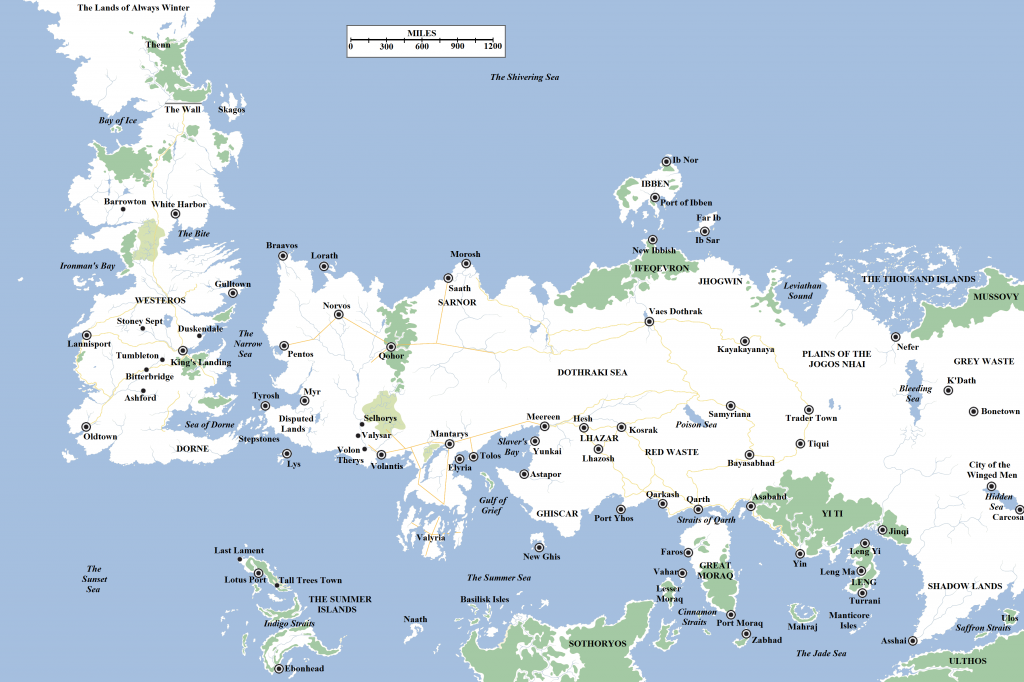 The Lands of Always Winter
MILES
0 300 600 900 1200
Thenn
The Shivering Sea
The Wall
Skagos
Bay of Ice
Ib Nor
IBBEN
Barrowton
White Harbor
Port of Ibben
Far Ib
The Bite
Ib Sar
Braavos
New Ibbish
Lorath
Morosh
Ironman's Bay
IFEQEVRON
Saath
JHOGWIN
Leviathan
Sound
THE THOUSAND ISLANDS
Gulltown
MUSSOVY
WESTEROS
SARNOR
Norvos
Vaes Dothrak
Stoney Sept
Duskendale
The
Narrow
Sea
Lannisport
Nefer
Pentos
Qohor
Kayakayanaya
Tumbleton
King's Landing
PLAINS OF THE
JOGOS NHAI
GREY WASTE
Bitterbridge
DOTHRAKI SEA
K'Dath
Bleeding
Sea
Ashford
Tyrosh
Myr
Samyriana
Bonetown
Selhorys
Meereen
Hesh
Trader Town
Sea of Dorne
Disputed
Lands
Poison Sea
Oldtown
Stepstones
Valysar
Mantarys
Slaver's
Bay
LHAZAR
Kosrak
DORNE
Volon
Therys
Yunkai
Tiqui
Lys
Volantis
Elyria
Tolos
Lhazosh
RED WASTE
Bayasabhad
City of the
Winged Men
Astapor
Qarkash
Qarth
Asabahd
Hidden
Sea
Gulf of
Grief
GHISCAR
Port Yhos
Straits of Qarth
YI TI
Carcosa
Valyria
Jinqi
Last Lament
New Ghis
Faros
Yin
Leng Yi
The
Sunset
Sea
Lotus Port
Tall Trees Town
The Summer Sea
Vahar
GREAT
MORAQ
Leng Ma
LENG
Lesser
Moraq
SHADOW LANDS
THE SUMMER
ISLANDS
Basilisk Isles
Turrani
Indigo Straits
Naath
Cinnamon
Straits
Port Moraq
Mahraj
Manticore
Isles
Ulos
Saffron Straits
SOTHORYOS
Zabhad
Asshai
The Jade Sea
ULTHOS
Ebonhead